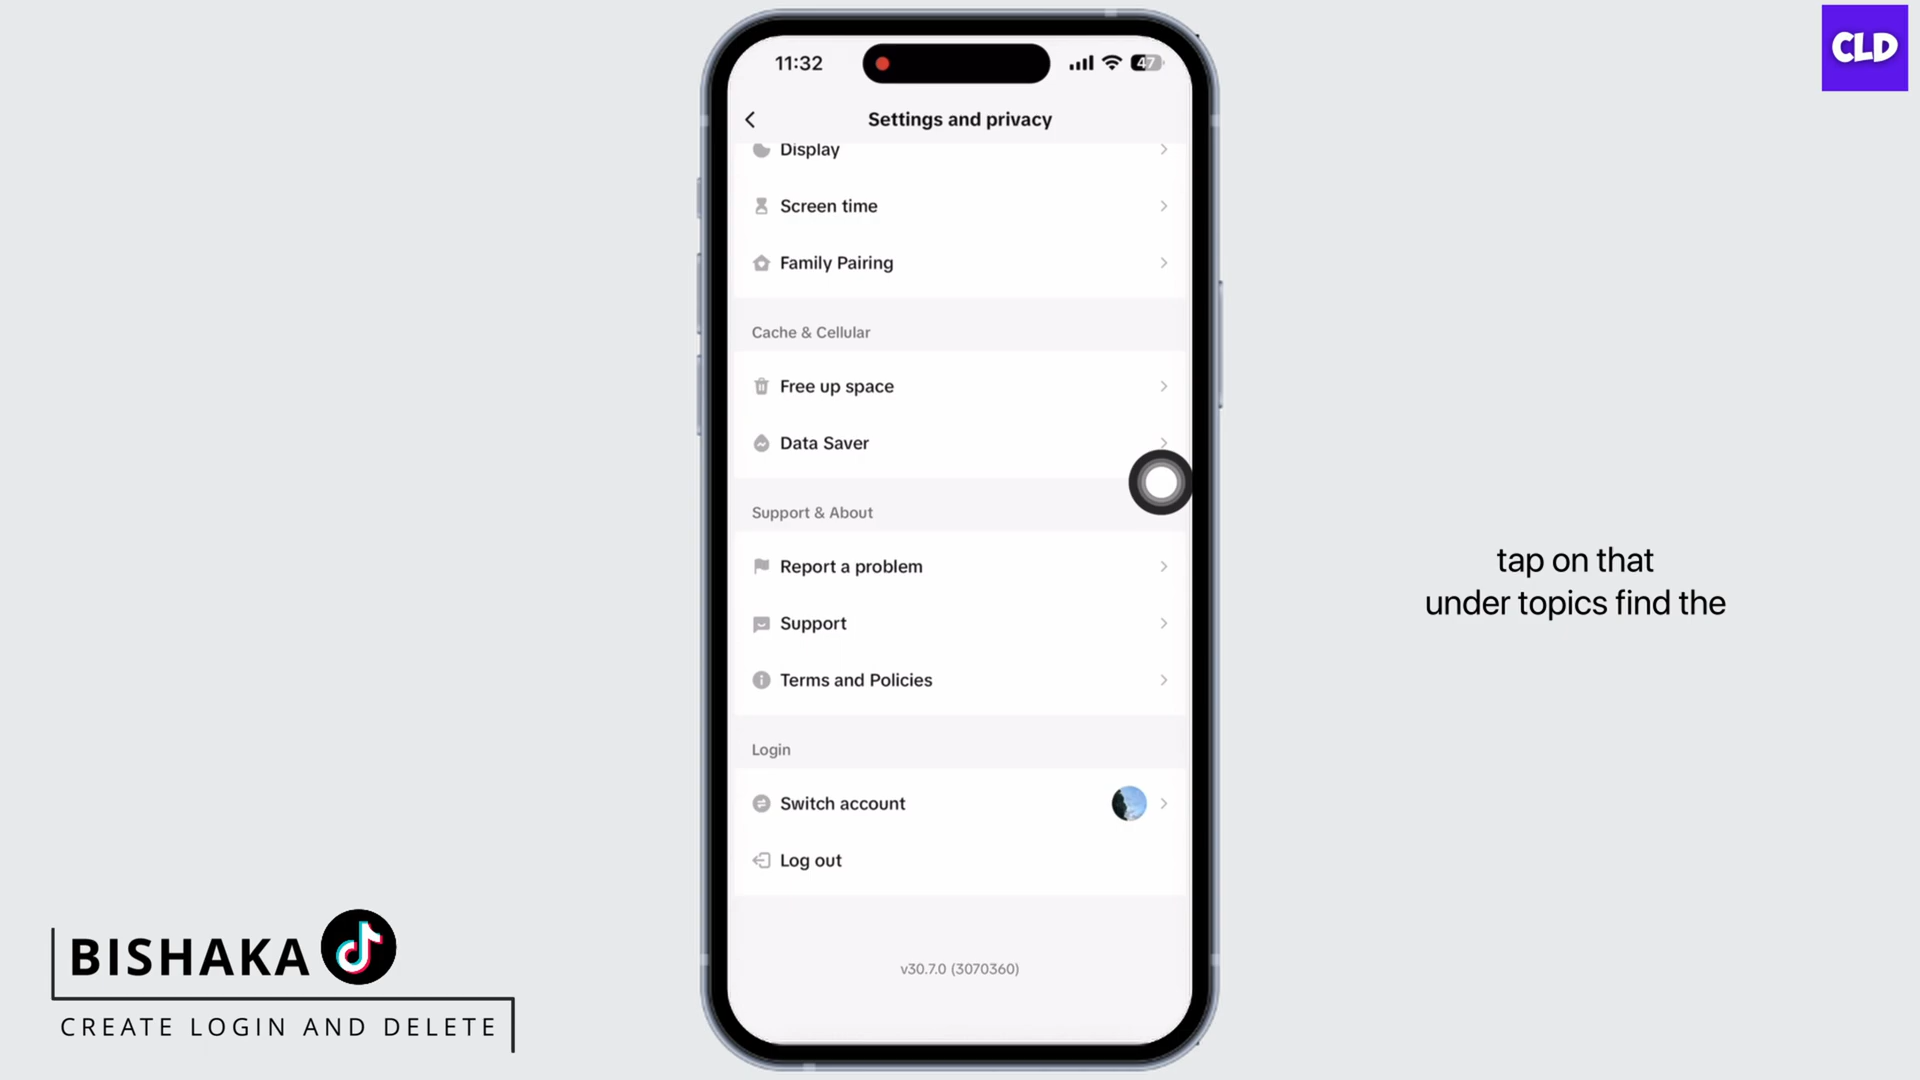 CLD
11:32
47
Settings and privacy
Display
Screen time
Family Pairing
Cache & Cellular
Free up space
Data Saver
Support & About
Report a problem
Support
Terms and Policies
Login
Switch account
Log out
v30.7.0 (3070360)
tap on that
under topics find the
BISHAKA
CREATE LOGIN AND DELETE